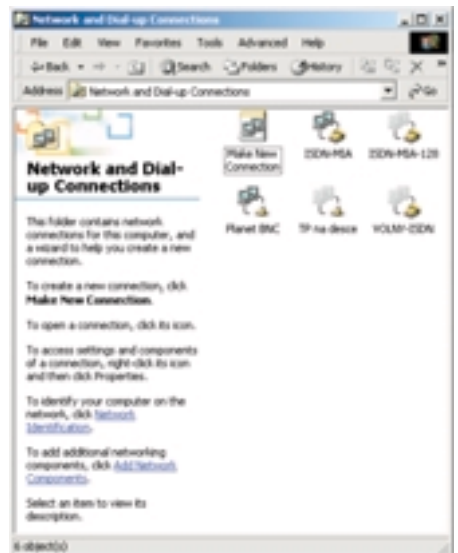 Network and Dial-up Connections
File Edit View Favorites Tools Advanced Help
Back Search Folders History
Address Network and Dial-up Connections Go
Network and Dial-
up Connections
This folder contains network
connections for this computer, and
a wizard to help you create a new
connection.
To create a new connection, click
Make New Connection.
To open a connection, click its icon.
To access settings and components
of a connection, right-click its icon
and then click Properties.
To identify your computer on the
network, click Network
Identification.
To add additional networking
components, click Add Network
Components.
Select an item to view its
description.
Make New
Connection
ISDN-MSA
ISDN-MSA-128
Planet BNC
TP na desce
VOLNY-ISDN
6 object(s)